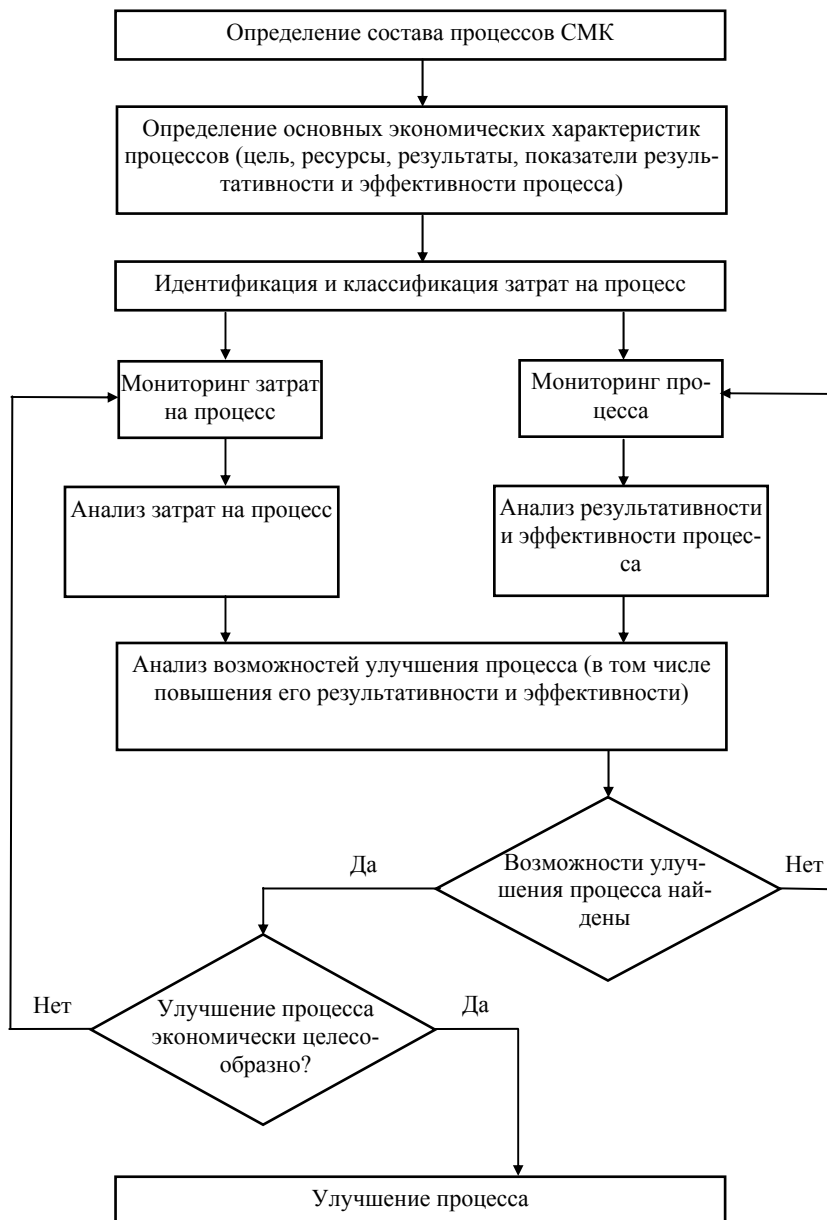 Определение состава процессов СМК
Определение основных экономических характеристик
процессов (цель, ресурсы, результаты, показатели резуль-
тативности и эффективности процесса)
Идентификация и классификация затрат на процесс
Мониторинг затрат
на процесс
Мониторинг про-
цесса
Анализ затрат на процесс
Анализ результативности
и эффективности процес-
са
Анализ возможностей улучшения процесса (в том числе
повышения его результативности и эффективности)
Да
Возможности улуч-
шения процесса най-
дены
Нет
Нет
Улучшение процесса
экономически целесо-
образно?
Да
Улучшение процесса